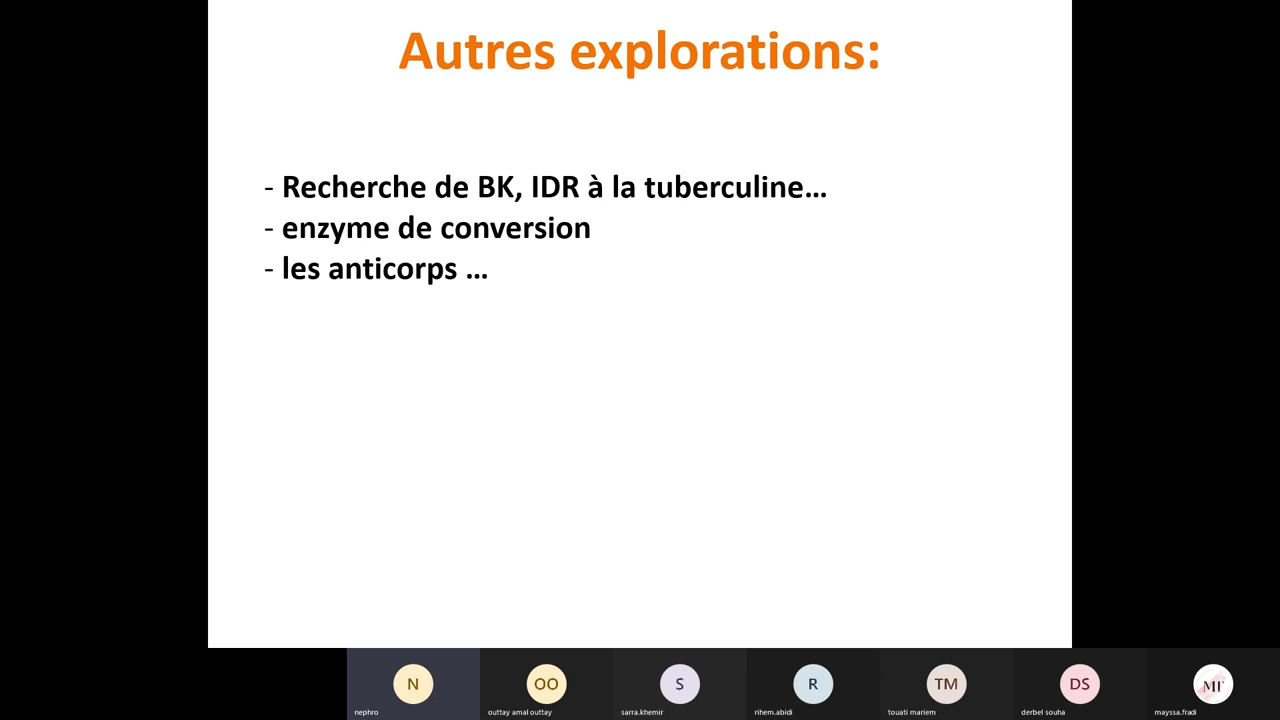 Autres explorations:
- Recherche de BK, IDR à la tuberculine...
- enzyme de conversion
- les anticorps ...
N OO S R TM DS MF
nephro outtay amal outtay sarra.khemir rihem.abidi touati mariem derbel souha mayssa.fradi